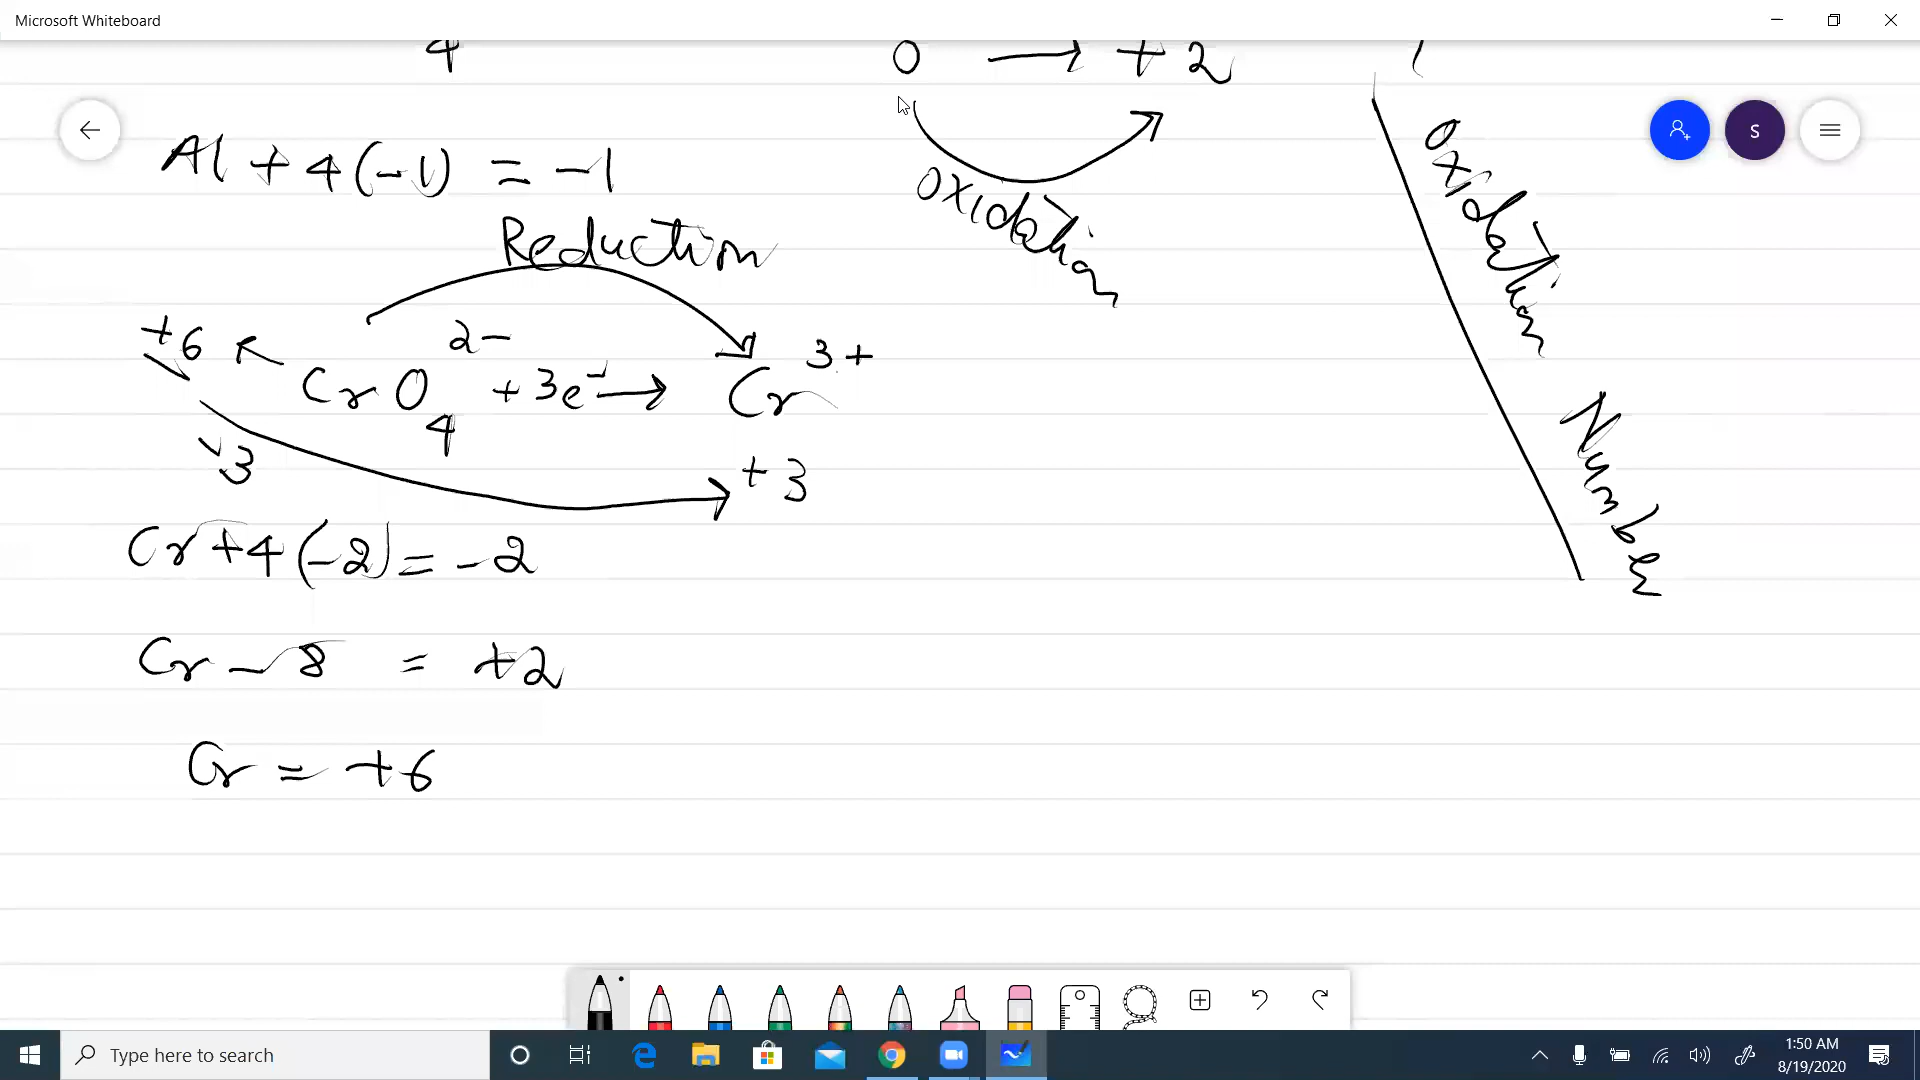 Microsoft Whiteboard
4
0 → +2
Al + 4(-1) = -1
S
Oxidation
Reduction
Oxidation Number
+6
CrO4 2- + 3e- → Cr 3+
3
+3
Cr + 4(-2) = -2
Cr - 8 = +2
Cr = +6
Type here to search
1:50 AM
8/19/2020